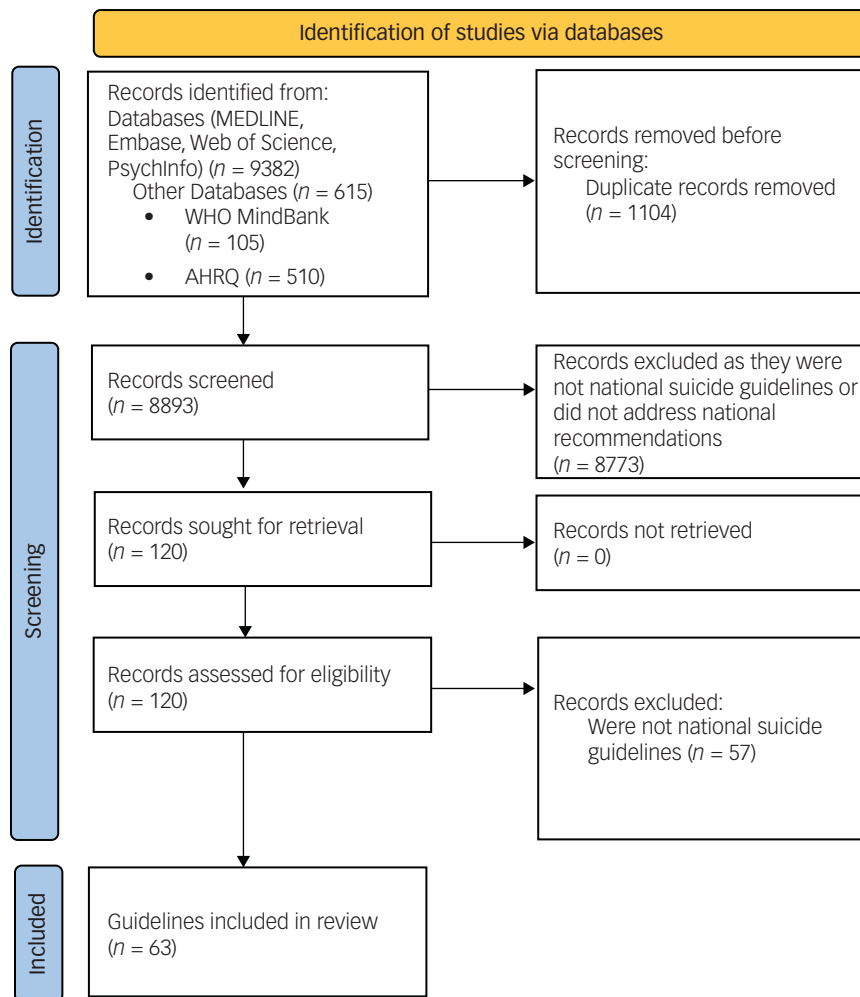 Identification of studies via databases
Identification
Records identified from:
Databases (MEDLINE,
Embase, Web of Science,
PsychInfo) (n = 9382)
Other Databases (n = 615)
• WHO MindBank
(n = 105)
• AHRQ (n = 510)
Records removed before
screening:
Duplicate records removed
(n = 1104)
Screening
Records screened
(n = 8893)
Records excluded as they were
not national suicide guidelines or
did not address national
recommendations
(n = 8773)
Records sought for retrieval
(n = 120)
Records not retrieved
(n = 0)
Records assessed for eligibility
(n = 120)
Records excluded:
Were not national suicide
guidelines (n = 57)
Included
Guidelines included in review
(n = 63)